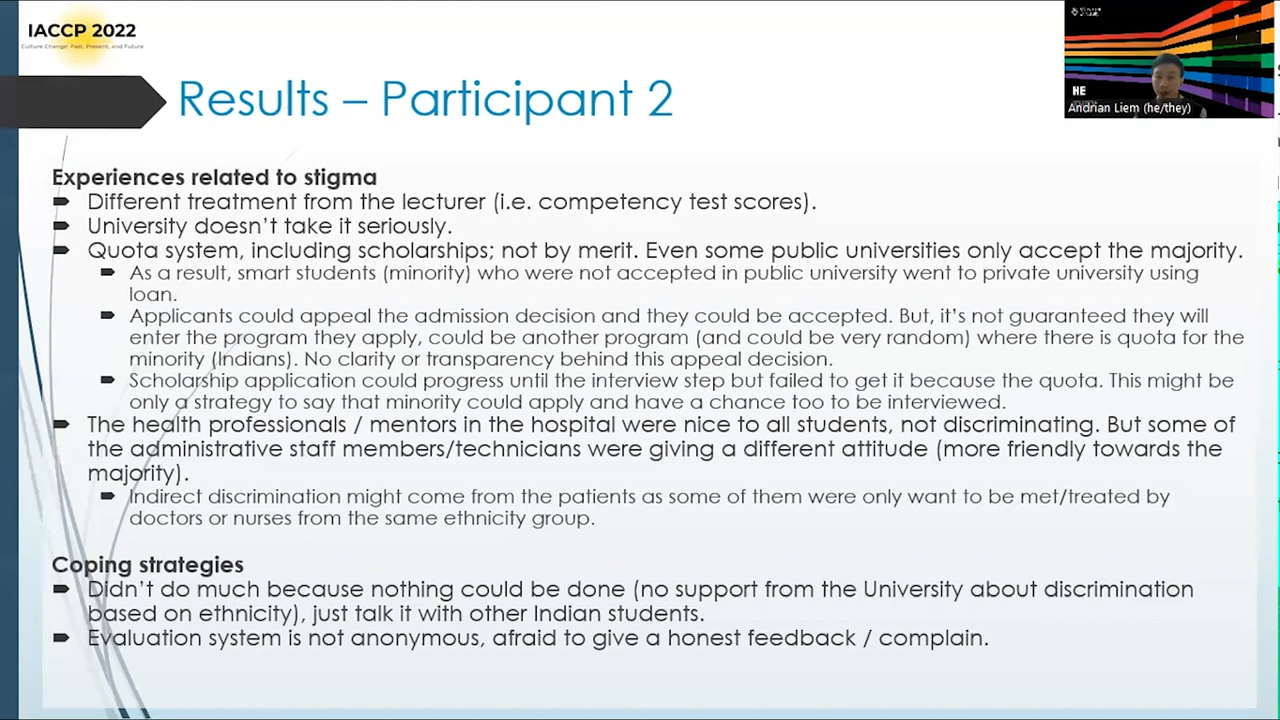 IACCP 2022
Culture Change: Past, Present, and Future
HE
Andrian Liem (he/they)
Results – Participant 2
Experiences related to stigma
Different treatment from the lecturer (i.e. competency test scores).
University doesn't take it seriously.
Quota system, including scholarships; not by merit. Even some public universities only accept the majority.
As a result, smart students (minority) who were not accepted in public university went to private university using
loan.
Applicants could appeal the admission decision and they could be accepted. But, it's not guaranteed they will
enter the program they apply, could be another program (and could be very random) where there is quota for the
minority (Indians). No clarity or transparency behind this appeal decision.
Scholarship application could progress until the interview step but failed to get it because the quota. This might be
only a strategy to say that minority could apply and have a chance too to be interviewed.
The health professionals / mentors in the hospital were nice to all students, not discriminating. But some of
the administrative staff members/technicians were giving a different attitude (more friendly towards the
majority).
Indirect discrimination might come from the patients as some of them were only want to be met/treated by
doctors or nurses from the same ethnicity group.
Coping strategies
Didn't do much because nothing could be done (no support from the University about discrimination
based on ethnicity), just talk it with other Indian students.
Evaluation system is not anonymous, afraid to give a honest feedback / complain.